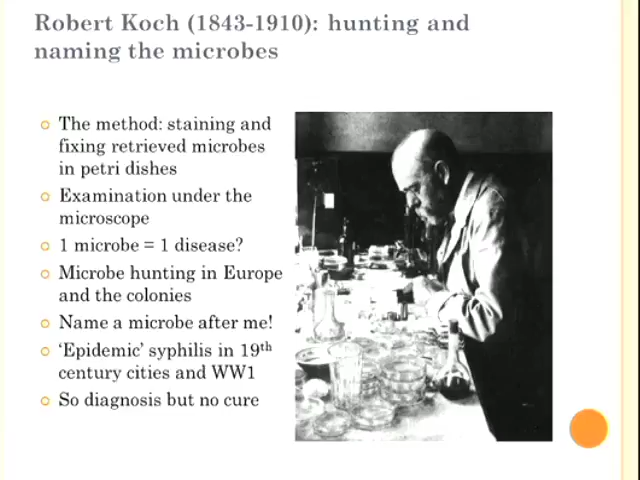 Robert Koch (1843-1910): hunting and
naming the microbes
The method: staining and
fixing retrieved microbes
in petri dishes
Examination under the
microscope
1 microbe = 1 disease?
Microbe hunting in Europe
and the colonies
Name a microbe after me!
‘Epidemic’ syphilis in 19th
century cities and WW1
So diagnosis but no cure